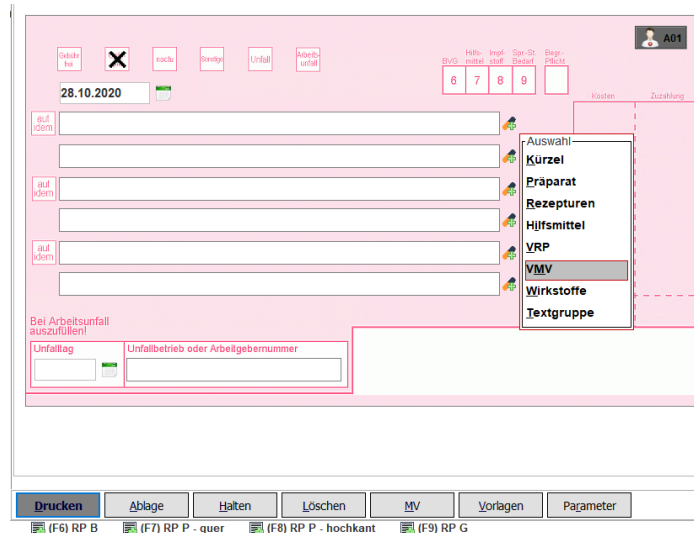 A01
Gebühr frei
noctu
Sonstige
Unfall
Arbeits-
unfall
BVG
Hilfs-
mittel
Impf-
stoff
Spr.-St.
Bedarf
Begr.-
Pflicht
6 7 8 9
28.10.2020
Kosten Zuzahlung
aut
idem
aut
idem
aut
idem
Auswahl
Kürzel
Präparat
Rezepturen
Hilfsmittel
VRP
VMV
Wirkstoffe
Textgruppe
Bei Arbeitsunfall
auszufüllen!
Unfalltag Unfallbetrieb oder Arbeitgebernummer
Drucken Ablage Halten Löschen MV Vorlagen Parameter
(F6) RP B (F7) RP P - quer (F8) RP P - hochkant (F9) RP G